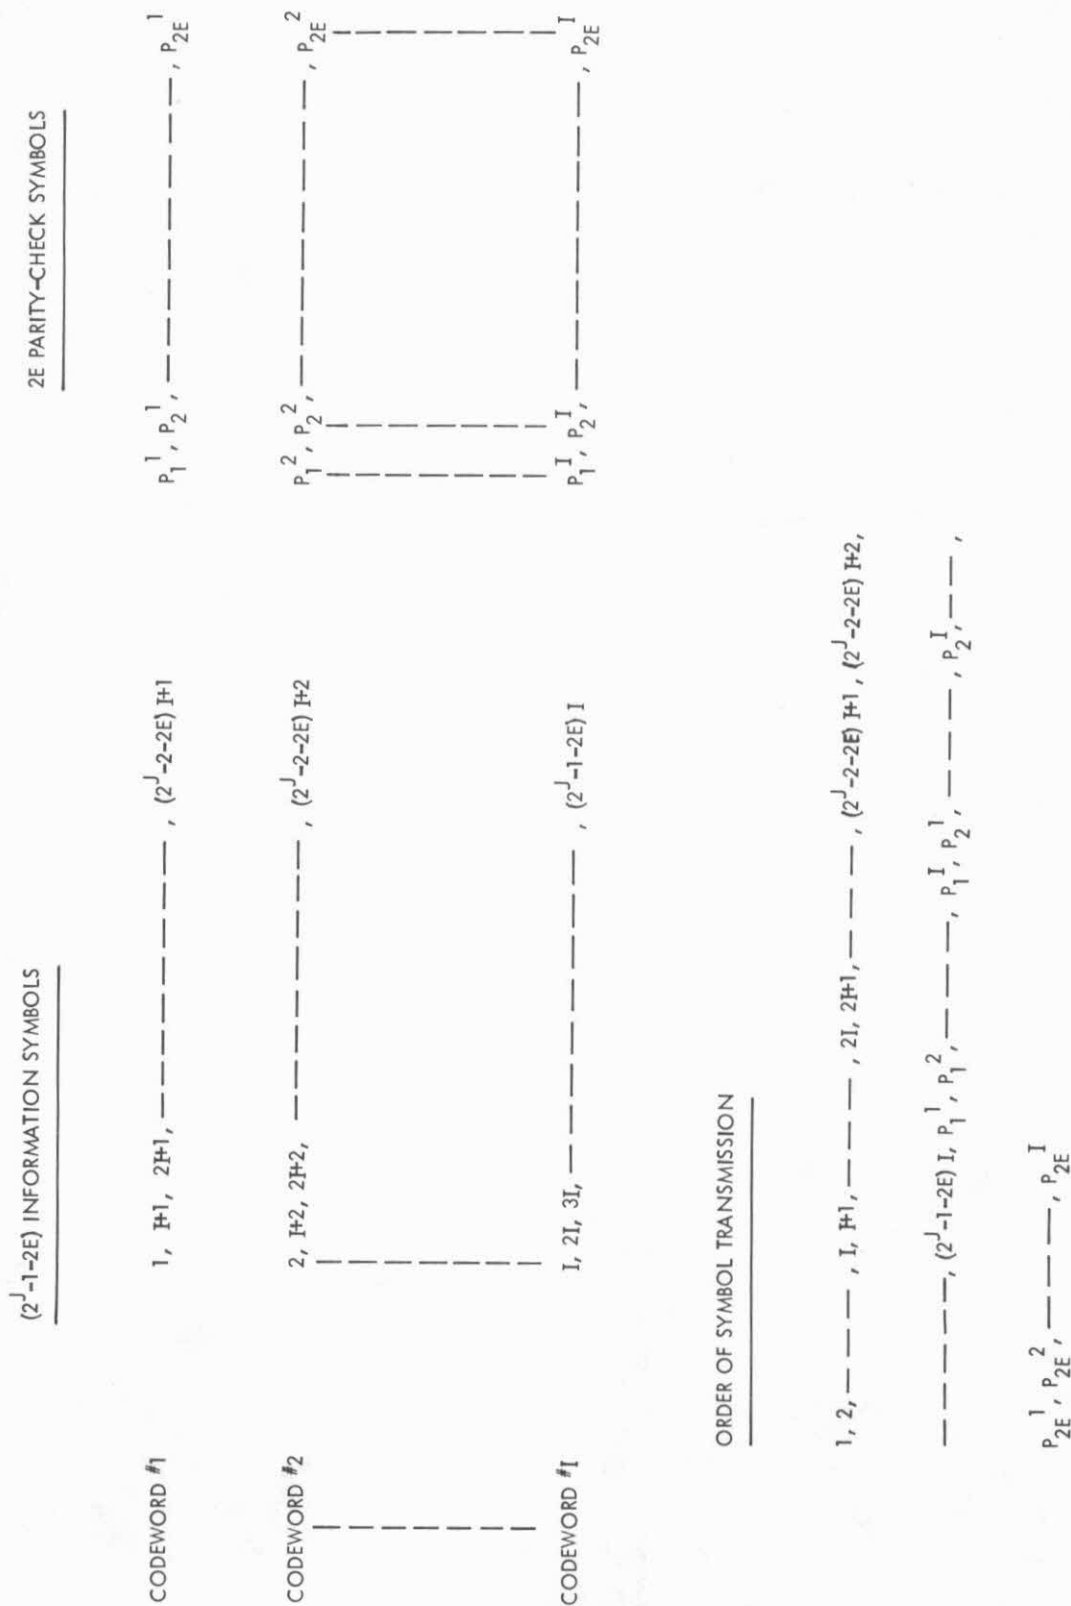 (2^J-1-2E) INFORMATION SYMBOLS 2E PARITY-CHECK SYMBOLS
CODEWORD #1 1, I+1, 2I+1, — — — — — — — — , (2^J-2-2E) I+1 P_1^1, P_2^1, — — — — — — — , P_2E^1
CODEWORD #2 2, I+2, 2I+2, — — — — — — — — , (2^J-2-2E) I+2 P_1^2, P_2^2, — — — — — — — , P_2E^2
CODEWORD #I I, 2I, 3I, — — — — — — — — , (2^J-1-2E) I P_1^I, P_2^I, — — — — — — — , P_2E^I
ORDER OF SYMBOL TRANSMISSION
1, 2, — — — , I, I+1, — — — , 2I, 2I+1, — — — , (2^J-2-2E) I+1, (2^J-2-2E) I+2,
— — — — , (2^J-1-2E) I, P_1^1, P_1^2, — — — , P_1^I, P_2^1, — — — , P_2^I, — — ,
P_2E^1, P_2E^2, — — — , P_2E^I